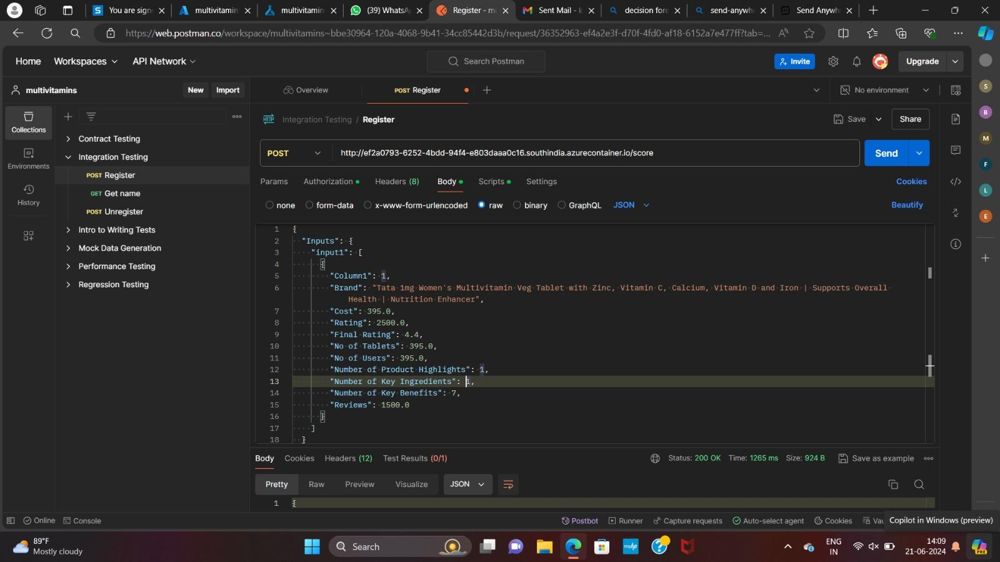 You are sign
multivitamin
multivitamin
(39) WhatsA
Register - m
Sent Mail - k
decision fore
send-anywh
Send Anywh
https://web.postman.co/workspace/multivitamins~bbe30964-120a-4068-9b41-34cc85442d3b/request/36352963-ef4a2e3f-d70f-4fd0-af18-6152a7e477ff?tab=...
Home Workspaces API Network Search Postman Invite Upgrade
multivitamins New Import Overview POST Register No environment
Collections
Environments
History
Contract Testing
Integration Testing
POST Register
GET Get name
POST Unregister
Intro to Writing Tests
Mock Data Generation
Performance Testing
Regression Testing
HTTP Integration Testing / Register Save Share
POST http://ef2a0793-6252-4bdd-94f4-e803daaa0c16.southindia.azurecontainer.io/score Send
Params Authorization Headers (8) Body Scripts Settings Cookies
none form-data x-www-form-urlencoded raw binary GraphQL JSON Beautify
1 {
2 "Inputs": {
3 "input1": [
4 {
5 "Column1": 1,
6 "Brand": "Tata 1mg Women's Multivitamin Veg Tablet with Zinc, Vitamin C, Calcium, Vitamin D and Iron | Supports Overall
Health | Nutrition Enhancer",
7 "Cost": 395.0,
8 "Rating": 2500.0,
9 "Final Rating": 4.4,
10 "No of Tablets": 395.0,
11 "No of Users": 395.0,
12 "Number of Product Highlights": 1,
13 "Number of Key Ingredients": 1,
14 "Number of Key Benefits": 7,
15 "Reviews": 1500.0
16 }
17 ]
18 }
Body Cookies Headers (12) Test Results (0/1) Status: 200 OK Time: 1265 ms Size: 924 B Save as example
Pretty Raw Preview Visualize JSON
1 {
Online Console Postbot Runner Capture requests Auto-select agent Cookies Vau Copilot in Windows (preview)
S
B
M
F
L
E
89°F
Mostly cloudy
Search
myhp
ENG
IN
14:09
21-06-2024
PRE